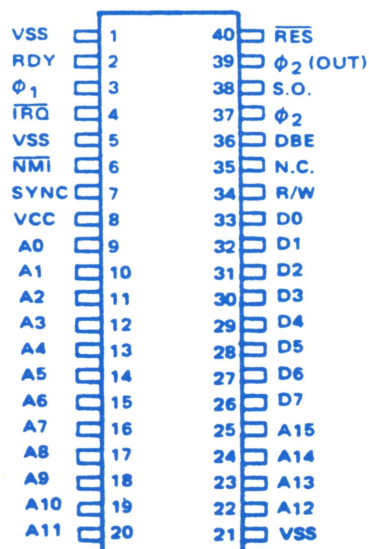 VSS 1 40 R̅E̅S̅
RDY 2 39 ϕ₂ (OUT)
ϕ₁ 3 38 S.O.
I̅R̅Q̅ 4 37 ϕ₂
VSS 5 36 DBE
N̅M̅I̅ 6 35 N.C.
SYNC 7 34 R/W
VCC 8 33 D0
A0 9 32 D1
A1 10 31 D2
A2 11 30 D3
A3 12 29 D4
A4 13 28 D5
A5 14 27 D6
A6 15 26 D7
A7 16 25 A15
A8 17 24 A14
A9 18 23 A13
A10 19 22 A12
A11 20 21 VSS